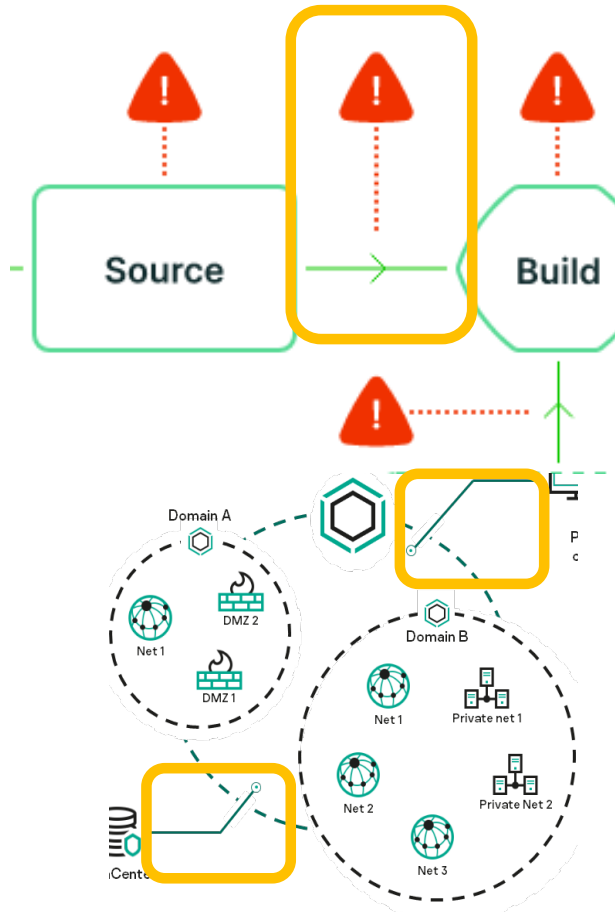 !
!
!
Source
Build
!
Domain A
DMZ 2
Net 1
DMZ 1
Domain B
Net 1
Private net 1
Net 2
Private Net 2
Net 3